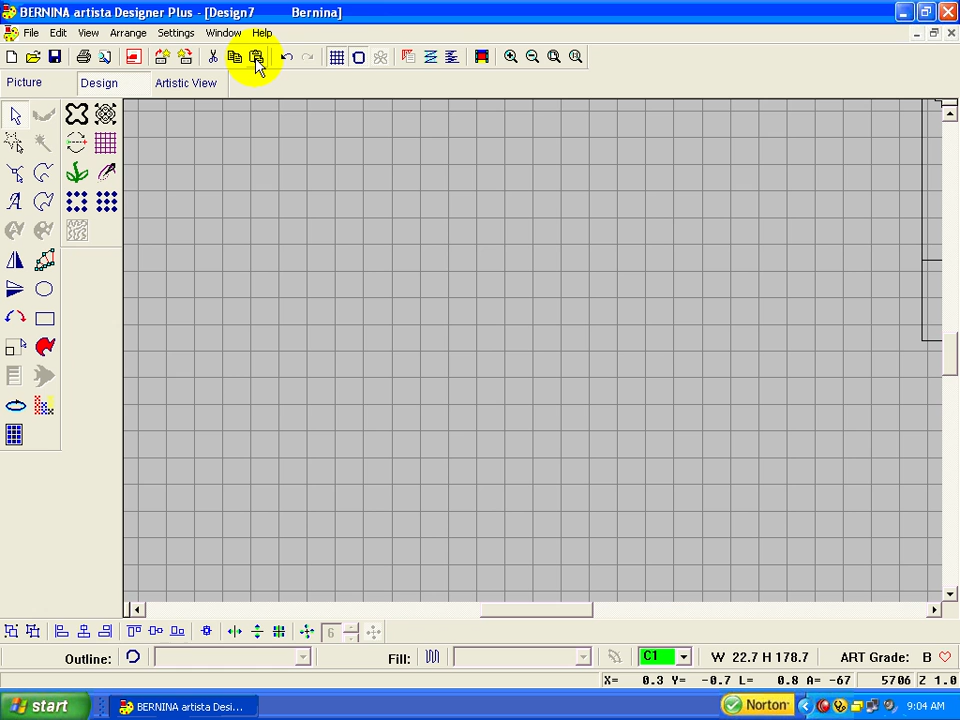 BERNINA artista Designer Plus - [Design7 Bernina]
File Edit View Arrange Settings Window Help
Picture Design Artistic View
A
6
Outline: Fill: C1 W 22.7 H 178.7 ART Grade: B
X= 0.3 Y= -0.7 L= 0.8 A= -67 5706 Z 1.0
start BERNINA artista Desi... Norton 9:04 AM